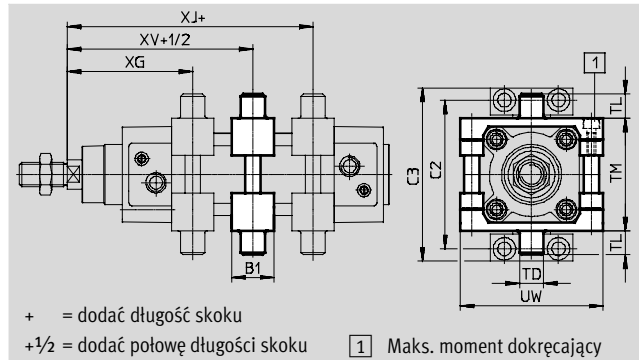 XJ+
XV+1/2
XG
B1
1
TL
C3
C2
TM
TL
TD
UW
+ = dodać długość skoku
+½ = dodać połowę długości skoku
1 Maks. moment dokręcający